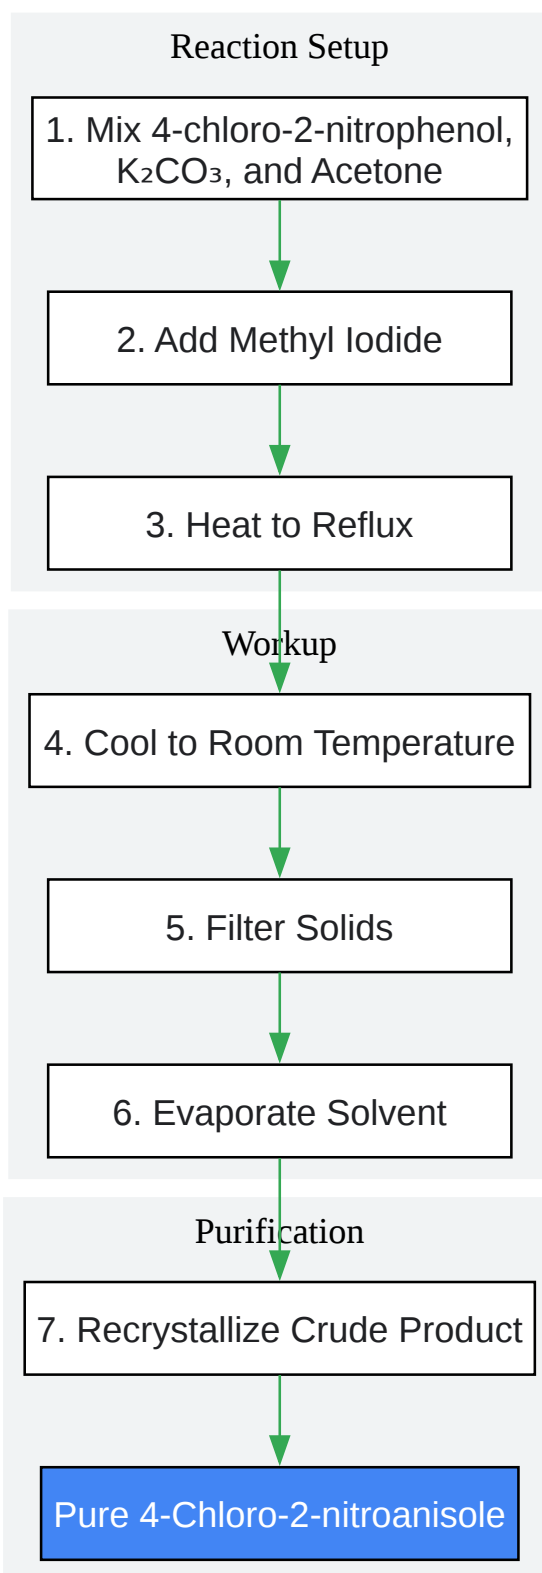 Reaction Setup
1. Mix 4-chloro-2-nitrophenol,
K₂CO₃, and Acetone
2. Add Methyl Iodide
3. Heat to Reflux
Workup
4. Cool to Room Temperature
5. Filter Solids
6. Evaporate Solvent
Purification
7. Recrystallize Crude Product
Pure 4-Chloro-2-nitroanisole